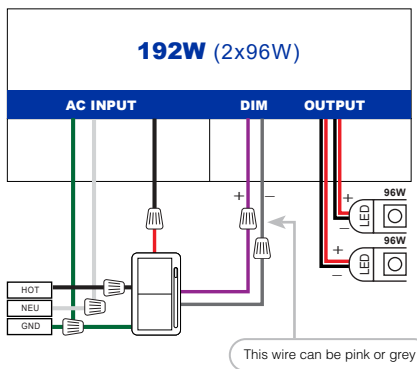 192W (2x96W)
AC INPUT DIM OUTPUT
+ −
96W
+
LED
−
96W
+
LED
−
HOT
NEU
GND
This wire can be pink or grey